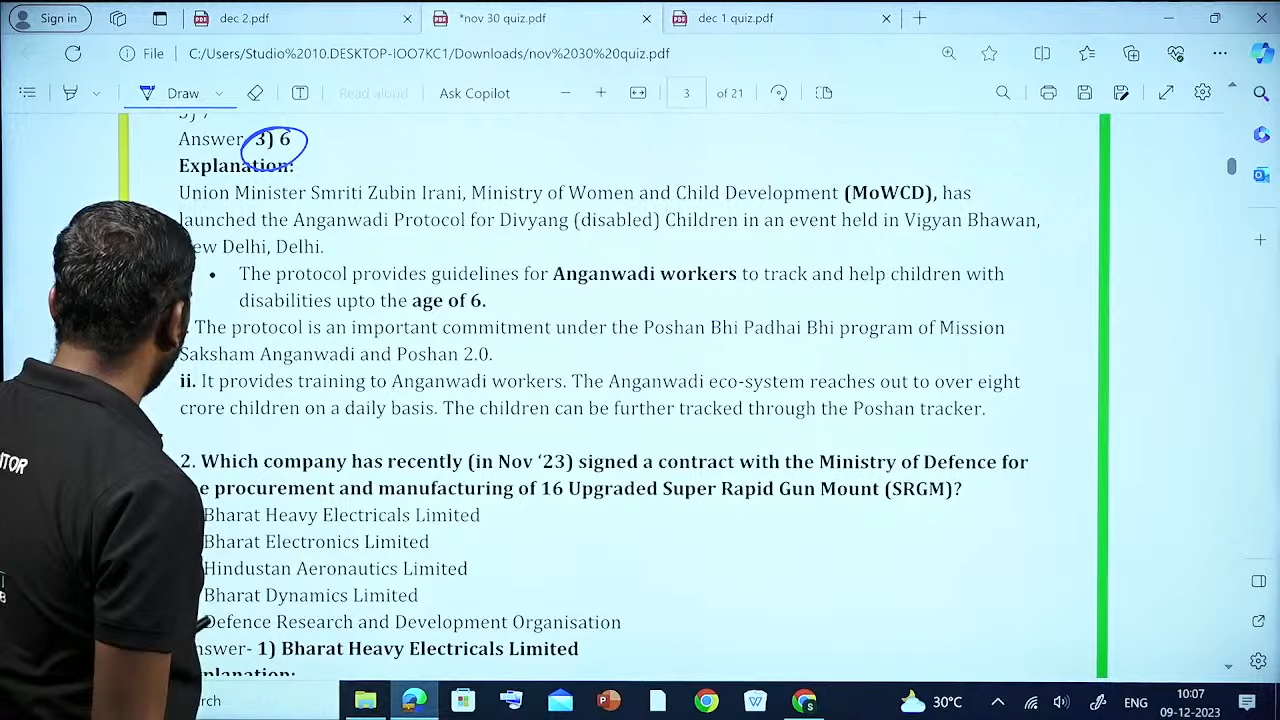 Sign in
dec 2.pdf
*nov 30 quiz.pdf
dec 1 quiz.pdf
File
C:/Users/Studio%2010.DESKTOP-IOO7KC1/Downloads/nov%2030%20quiz.pdf
Draw
Read aloud
Ask Copilot
3
of 21
Answer- 3) 6
Explanation:
Union Minister Smriti Zubin Irani, Ministry of Women and Child Development (MoWCD), has
launched the Anganwadi Protocol for Divyang (disabled) Children in an event held in Vigyan Bhawan,
Delhi, Delhi.
• The protocol provides guidelines for Anganwadi workers to track and help children with
disabilities upto the age of 6.
The protocol is an important commitment under the Poshan Bhi Padhai Bhi program of Mission
Saksham Anganwadi and Poshan 2.0.
ii. It provides training to Anganwadi workers. The Anganwadi eco-system reaches out to over eight
crore children on a daily basis. The children can be further tracked through the Poshan tracker.
2. Which company has recently (in Nov ‘23) signed a contract with the Ministry of Defence for
procurement and manufacturing of 16 Upgraded Super Rapid Gun Mount (SRGM)?
Bharat Heavy Electricals Limited
Bharat Electronics Limited
Hindustan Aeronautics Limited
Bharat Dynamics Limited
Defence Research and Development Organisation
1) Bharat Heavy Electricals Limited
30°C
ENG
10:07
09-12-2023